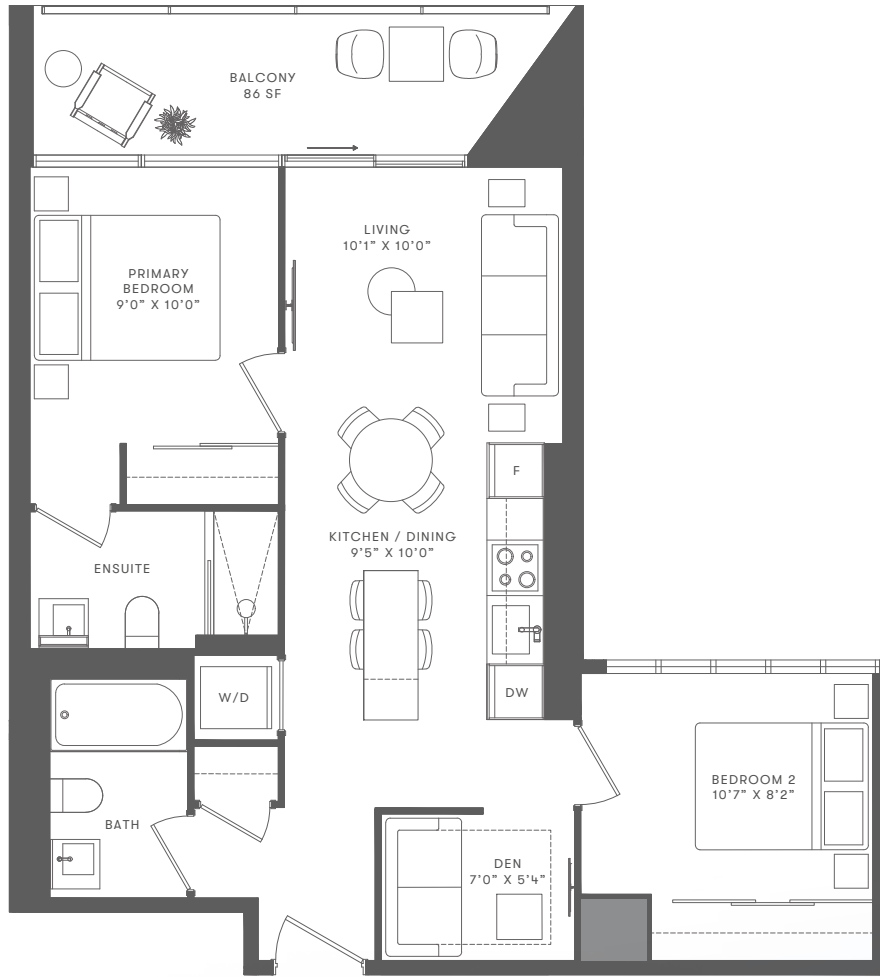 BALCONY
86 SF
LIVING
10'1" X 10'0"
PRIMARY
BEDROOM
9'0" X 10'0"
F
KITCHEN / DINING
9'5" X 10'0"
ENSUITE
W/D
DW
BEDROOM 2
10'7" X 8'2"
BATH
DEN
7'0" X 5'4"